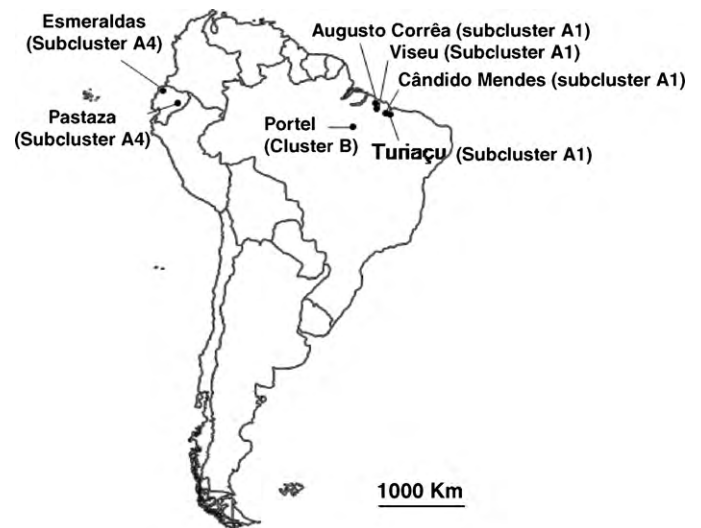 Esmeraldas
(Subcluster A4)
Pastaza
(Subcluster A4)
Augusto Corrêa (subcluster A1)
Viseu (Subcluster A1)
Cândido Mendes (subcluster A1)
Portel
(Cluster B)
Turiaçu (Subcluster A1)
1000 Km